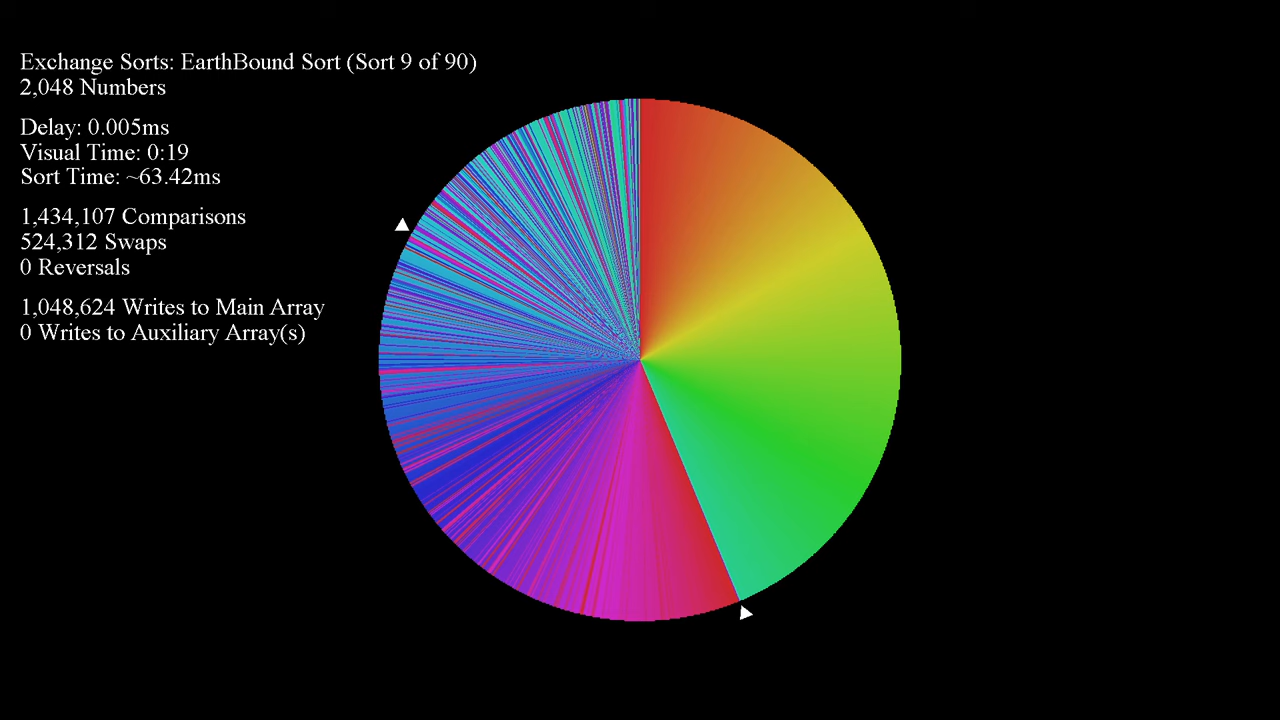 Exchange Sorts: EarthBound Sort (Sort 9 of 90)
2,048 Numbers
Delay: 0.005ms
Visual Time: 0:19
Sort Time: ~63.42ms
1,434,107 Comparisons
524,312 Swaps
0 Reversals
1,048,624 Writes to Main Array
0 Writes to Auxiliary Array(s)